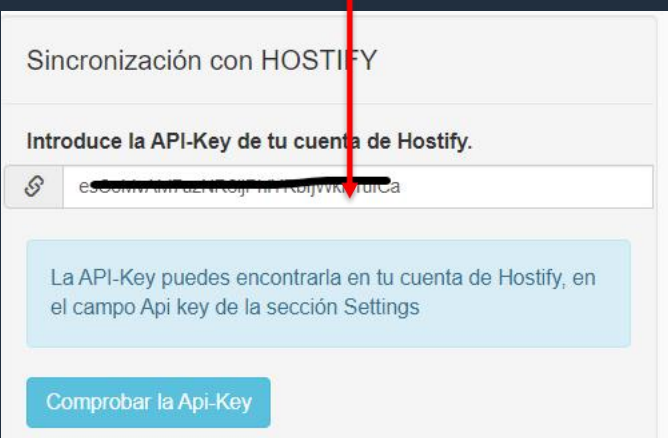 Sincronización con HOSTIFY
Introduce la API-Key de tu cuenta de Hostify.
La API-Key puedes encontrarla en tu cuenta de Hostify, en
el campo Api key de la sección Settings
Comprobar la Api-Key